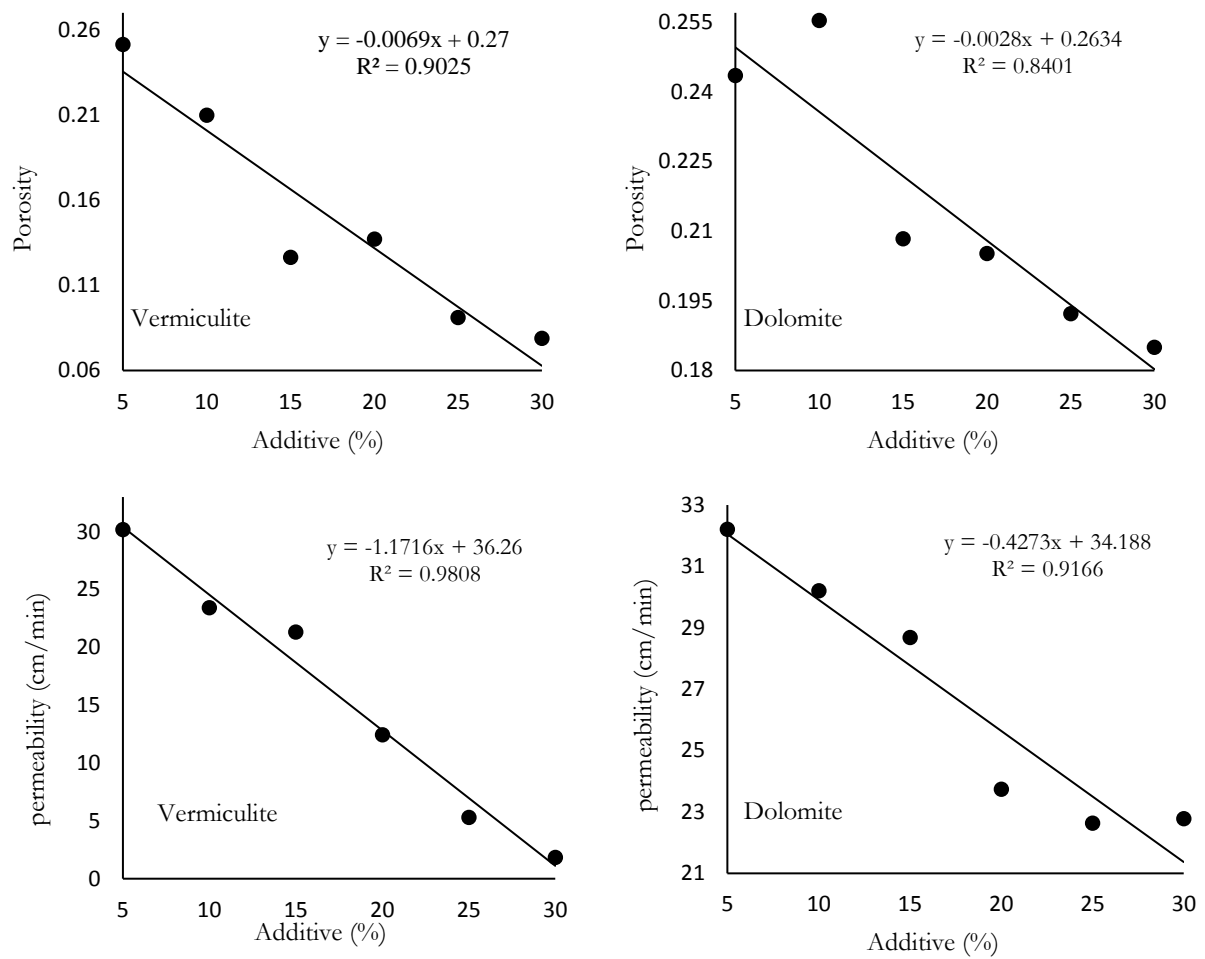 y = -0.0069x + 0.27
R² = 0.9025
0.26
0.21
0.16
0.11
0.06
Porosity
Vermiculite
5 10 15 20 25 30
Additive (%)
y = -0.0028x + 0.2634
R² = 0.8401
0.255
0.24
0.225
0.21
0.195
0.18
Porosity
Dolomite
5 10 15 20 25 30
Additive (%)
y = -1.1716x + 36.26
R² = 0.9808
30
25
20
15
10
5
0
permeability (cm/min)
Vermiculite
5 10 15 20 25 30
Additive (%)
y = -0.4273x + 34.188
R² = 0.9166
33
31
29
27
25
23
21
permeability (cm/min)
Dolomite
5 10 15 20 25 30
Additive (%)